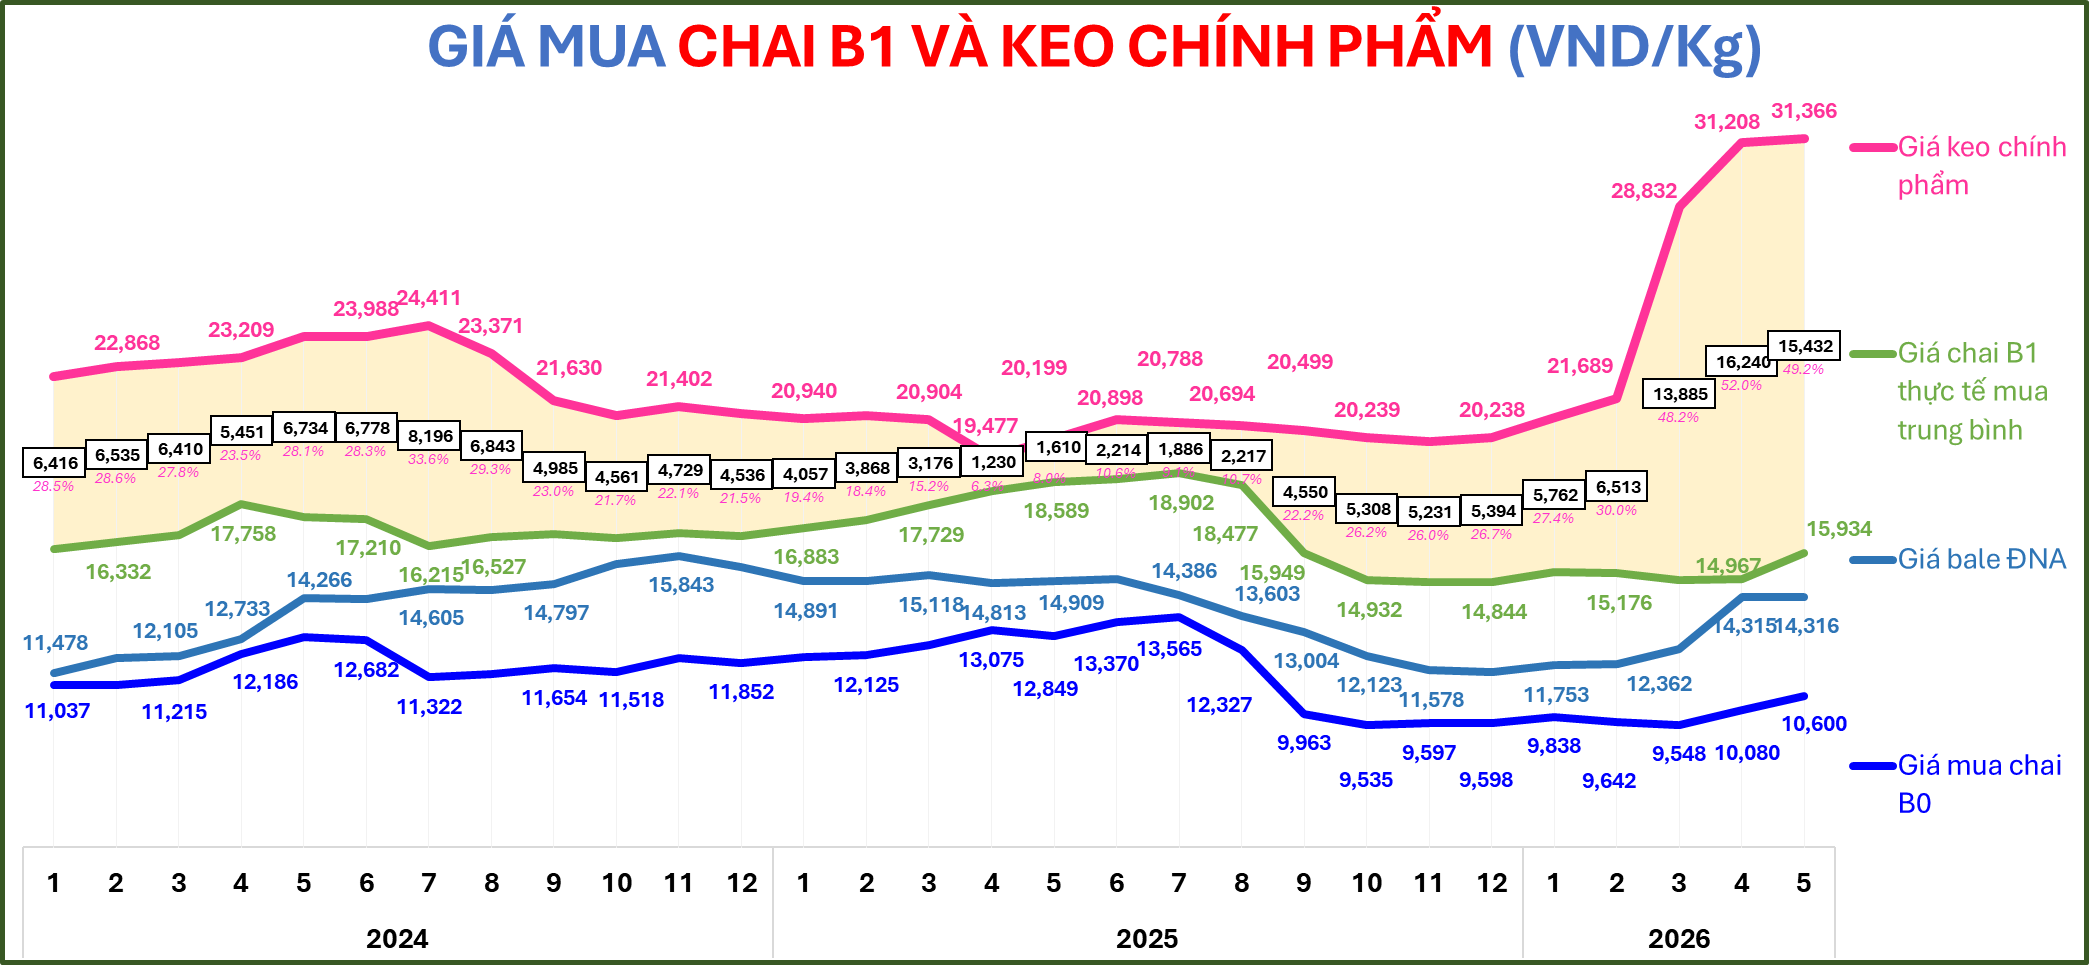 GIÁ MUA CHAI B1 VÀ KEO CHÍNH PHẨM (VND/Kg)
31,208 31,366
28,832
23,988 24,411
22,868 23,209 23,371
21,630 21,402 20,940 20,904 19,477 20,199 20,898 20,788 20,694 20,499 20,239 20,238 21,689
6,416 6,535 6,410 5,451 6,734 6,778 8,196 6,843 4,985 4,561 4,729 4,536 4,057 3,868 3,176 1,230 1,610 2,214 1,886 2,217 4,550 5,308 5,231 5,394 5,762 6,513 13,885 16,240 15,432
28.5% 28.6% 27.8% 23.5% 28.1% 28.3% 33.6% 29.3% 23.0% 21.7% 22.1% 21.5% 19.4% 18.4% 15.2% 6.3% 8.0% 10.6% 9.1% 10.7% 22.2% 26.2% 26.0% 26.7% 27.4% 30.0% 48.2% 52.0% 49.2%
16,332 17,758 17,210 16,215 16,527 16,883 17,729 18,589 18,902 18,477 15,949 14,932 14,844 15,176 14,967 15,934
11,478 12,105 12,733 14,266 14,605 14,797 15,843 14,891 15,118 14,813 14,909 14,386 13,603 13,004 12,123 11,578 11,753 12,362 14,315 14,316
11,037 11,215 12,186 12,682 11,322 11,654 11,518 11,852 12,125 13,075 12,849 13,370 13,565 12,327 9,963 9,535 9,597 9,598 9,838 9,642 9,548 10,080 10,600
Giá keo chính
phẩm
Giá chai B1
thực tế mua
trung bình
Giá bale ĐNA
Giá mua chai
B0
1 2 3 4 5 6 7 8 9 10 11 12 1 2 3 4 5 6 7 8 9 10 11 12 1 2 3 4 5
2024 2025 2026